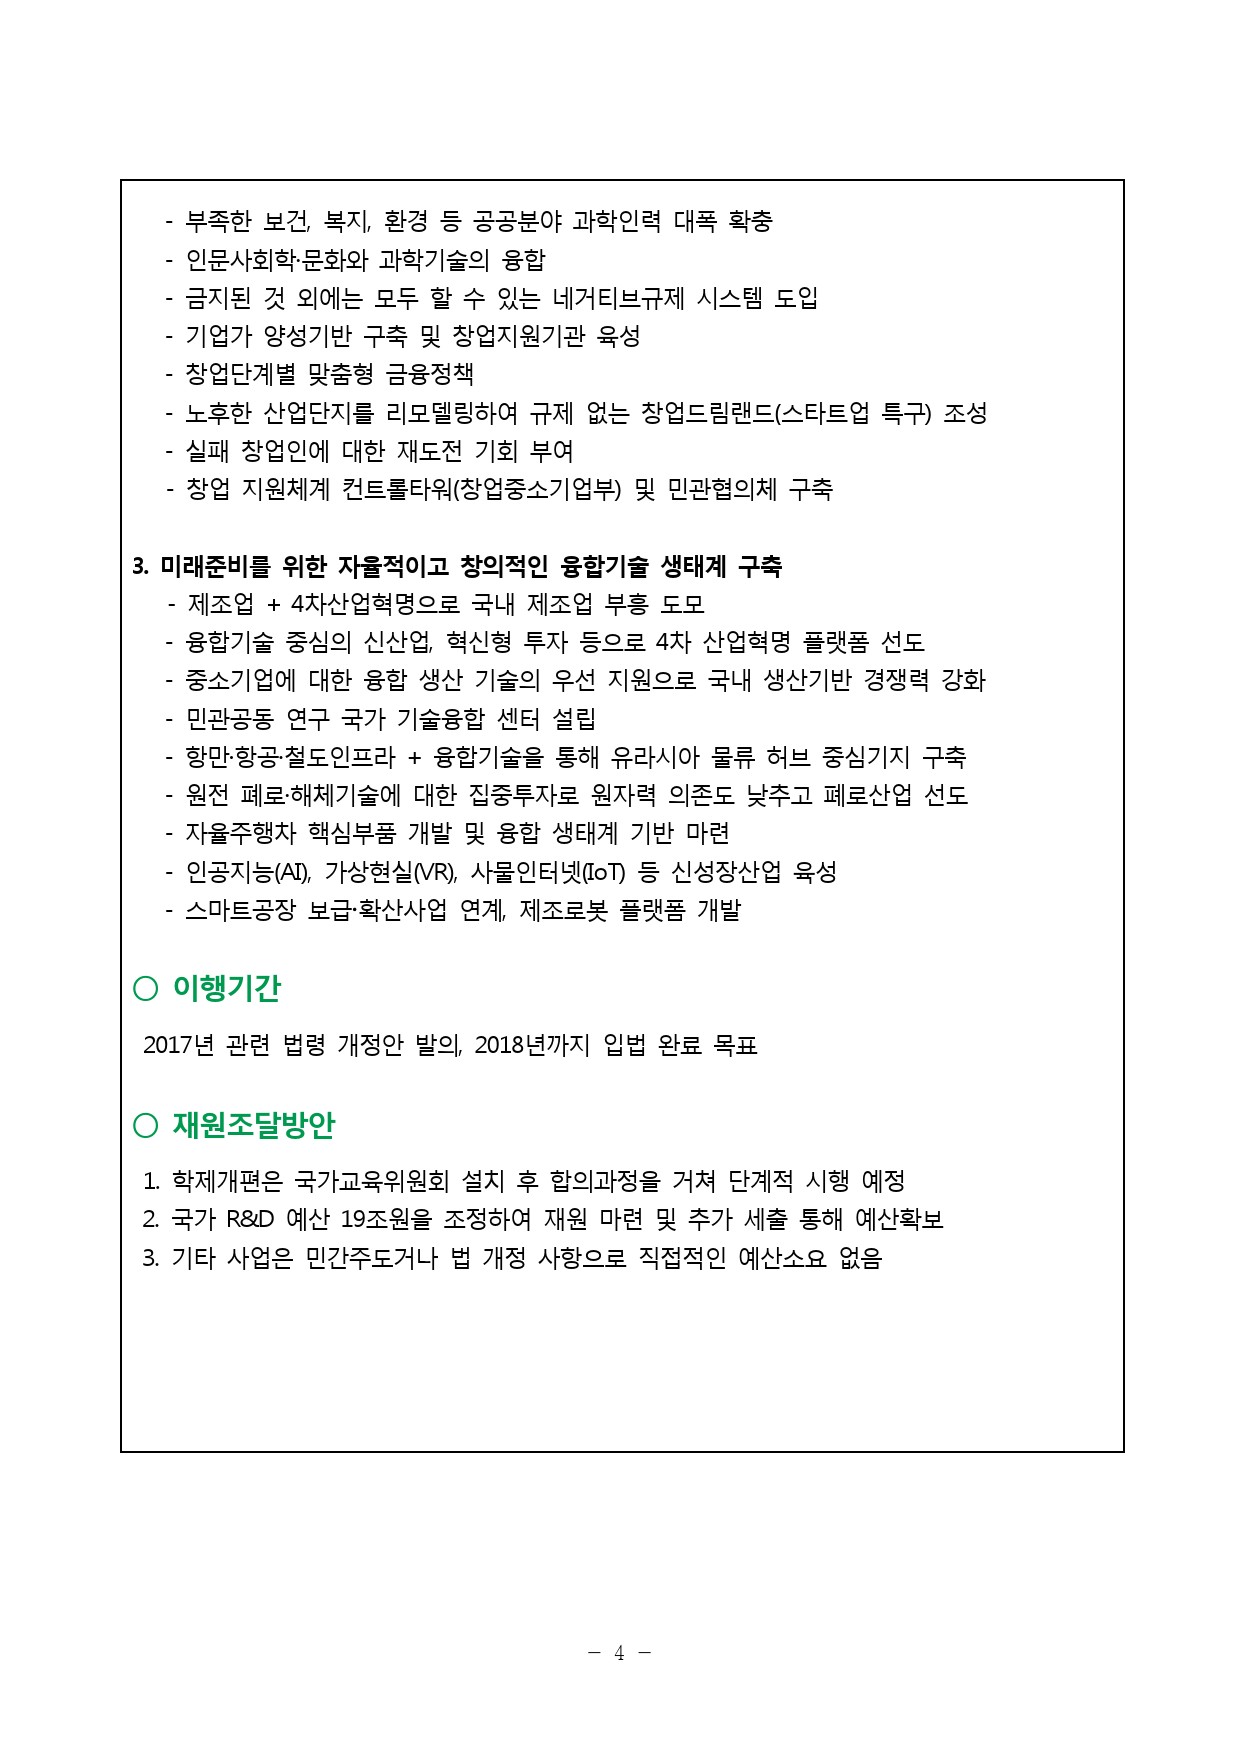 - 부족한 보건, 복지, 환경 등 공공분야 과학인력 대폭 확충
- 인문사회학·문화와 과학기술의 융합
- 금지된 것 외에는 모두 할 수 있는 네거티브규제 시스템 도입
- 기업가 양성기반 구축 및 창업지원기관 육성
- 창업단계별 맞춤형 금융정책
- 노후한 산업단지를 리모델링하여 규제 없는 창업드림랜드(스타트업 특구) 조성
- 실패 창업인에 대한 재도전 기회 부여
- 창업 지원체계 컨트롤타워(창업중소기업부) 및 민관협의체 구축
3. 미래준비를 위한 자율적이고 창의적인 융합기술 생태계 구축
- 제조업 + 4차산업혁명으로 국내 제조업 부흥 도모
- 융합기술 중심의 신산업, 혁신형 투자 등으로 4차 산업혁명 플랫폼 선도
- 중소기업에 대한 융합 생산 기술의 우선 지원으로 국내 생산기반 경쟁력 강화
- 민관공동 연구 국가 기술융합 센터 설립
- 항만·항공·철도인프라 + 융합기술을 통해 유라시아 물류 허브 중심기지 구축
- 원전 폐로·해체기술에 대한 집중투자로 원자력 의존도 낮추고 폐로산업 선도
- 자율주행차 핵심부품 개발 및 융합 생태계 기반 마련
- 인공지능(AI), 가상현실(VR), 사물인터넷(IoT) 등 신성장산업 육성
- 스마트공장 보급·확산사업 연계, 제조로봇 플랫폼 개발
○ 이행기간
2017년 관련 법령 개정안 발의, 2018년까지 입법 완료 목표
○ 재원조달방안
1. 학제개편은 국가교육위원회 설치 후 합의과정을 거쳐 단계적 시행 예정
2. 국가 R&D 예산 19조원을 조정하여 재원 마련 및 추가 세출 통해 예산확보
3. 기타 사업은 민간주도거나 법 개정 사항으로 직접적인 예산소요 없음
- 4 -